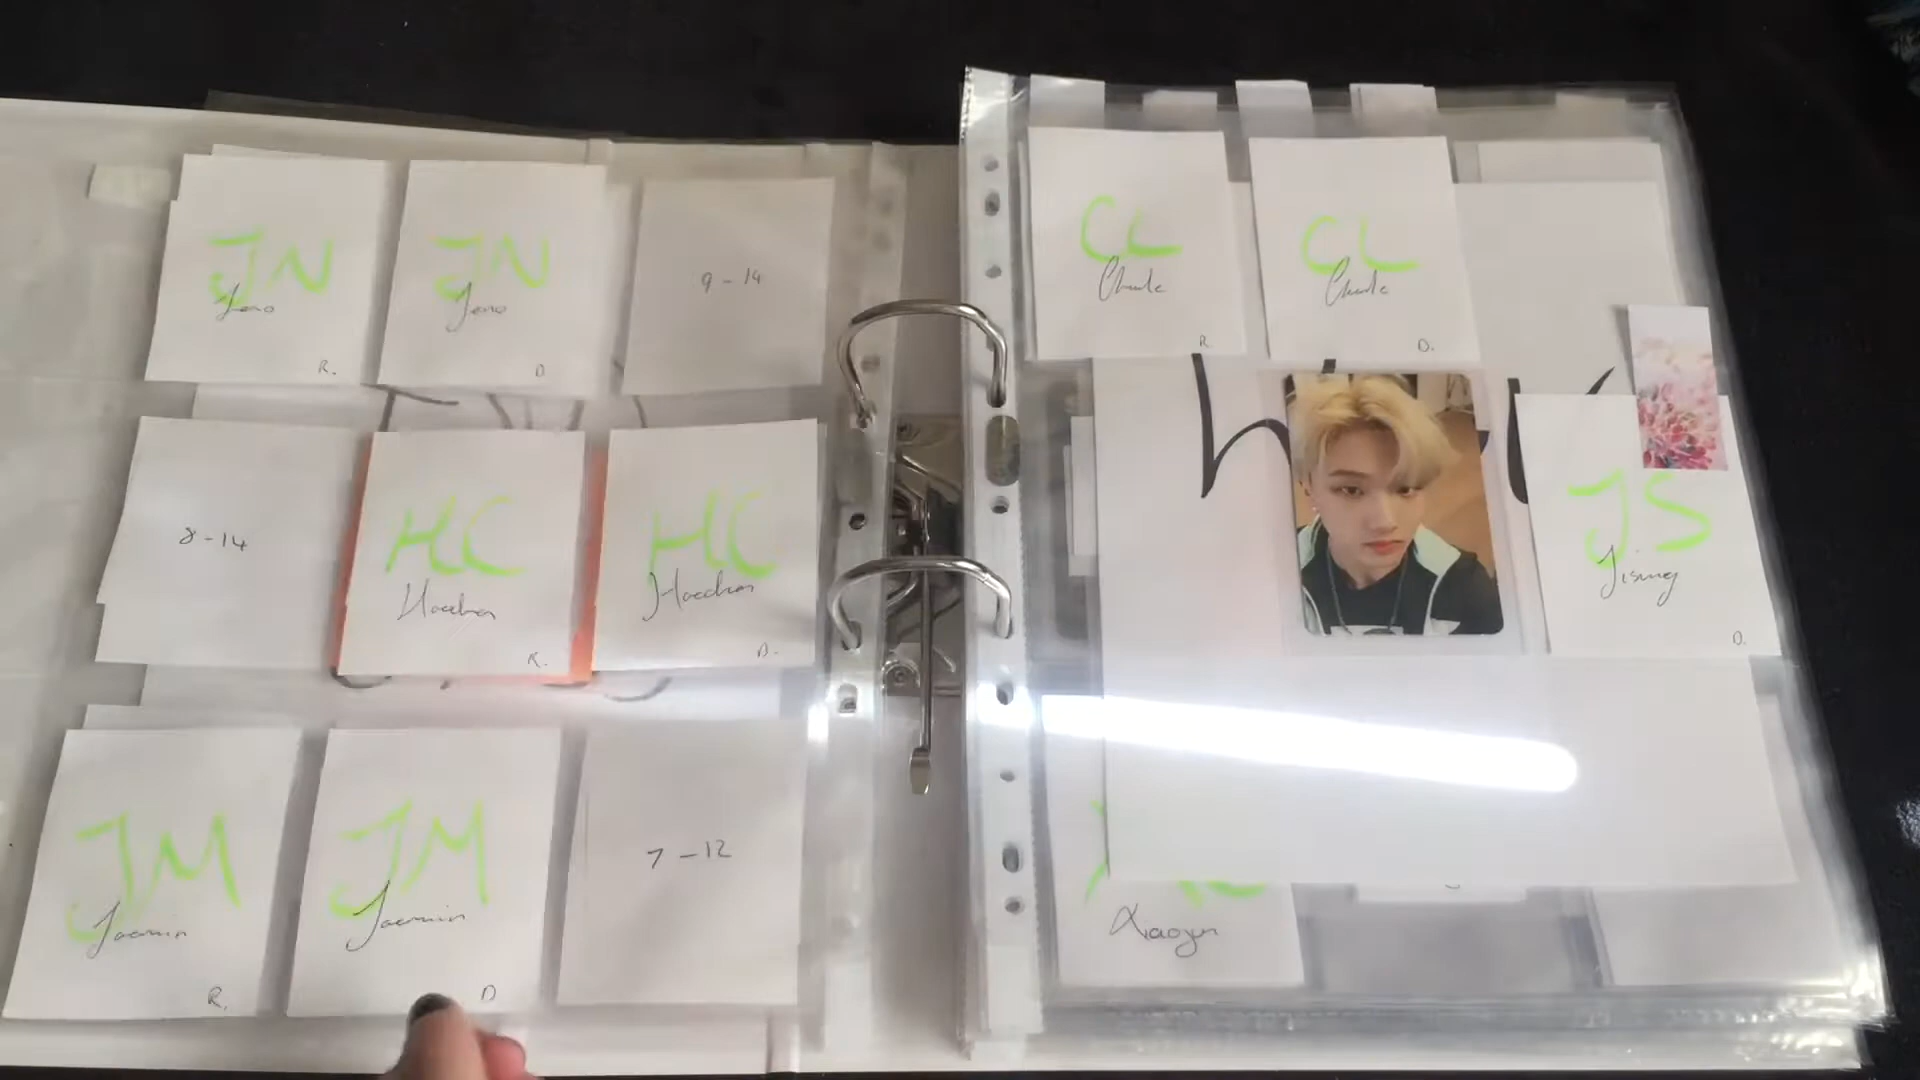 JN
Jeno
R.
JN
Jeno
D
9-14
8-14
HC
Haechan
R.
HC
Haechan
D.
JM
Jaemin
R.
JM
Jaemin
D
7-12
CL
Chenle
R
CL
Chenle
D.
JS
Jisung
D.
Xiaojun